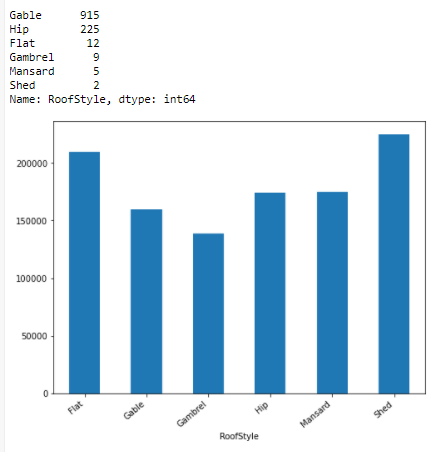 Gable 915
Hip 225
Flat 12
Gambrel 9
Mansard 5
Shed 2
Name: RoofStyle, dtype: int64
200000
150000
100000
50000
0
Flat Gable Gambrel Hip Mansard Shed
RoofStyle